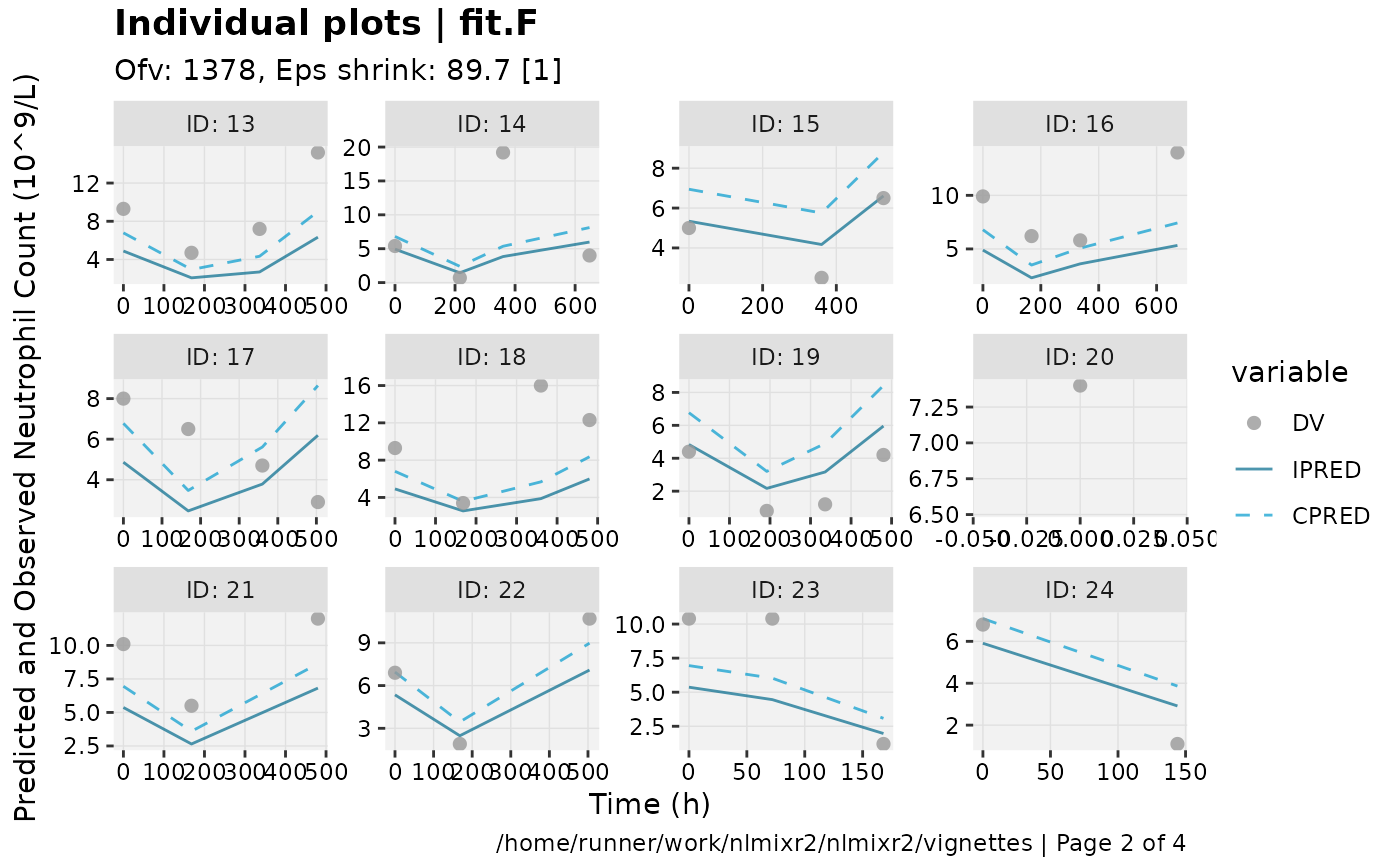 Individual plots | fit.F
Ofv: 1378, Eps shrink: 89.7 [1]
Predicted and Observed Neutrophil Count (10^9/L)
ID: 13
ID: 14
ID: 15
ID: 16
12
8
4
0 100 200 300 400 500
20
15
10
5
0
0 200 400 600
8
6
4
0 200 400
10
5
0 200 400 600
ID: 17
ID: 18
ID: 19
ID: 20
8
6
4
0 100 200 300 400 500
16
12
8
4
0 100 200 300 400 500
8
6
4
2
0 100 200 300 400 500
7.25
7.00
6.75
6.50
-0.050 -0.025 0.000 0.025 0.050
ID: 21
ID: 22
ID: 23
ID: 24
10.0
7.5
5.0
2.5
0 100 200 300 400 500
9
6
3
0 100 200 300 400 500
10.0
7.5
5.0
2.5
0 50 100 150
6
4
2
0 50 100 150
Time (h)
variable
DV
IPRED
CPRED
/home/runner/work/nlmixr2/nlmixr2/vignettes | Page 2 of 4